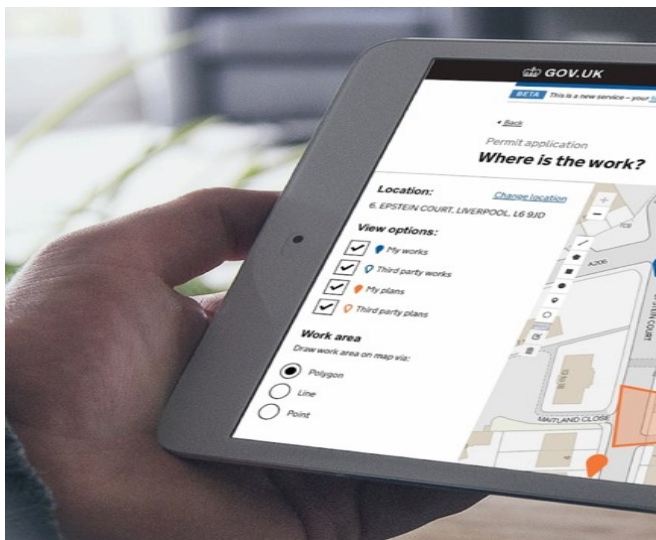 GOV.UK
BETA This is a new service – your
Back
Permit application
Where is the work?
Location: Change location
6, EPSTEIN COURT, LIVERPOOL, L6 9JD
View options:
My works
Third party works
My plans
Third party plans
Work area
Draw work area on map via:
Polygon
Line
Point
A206
MAITLAND CLOSE